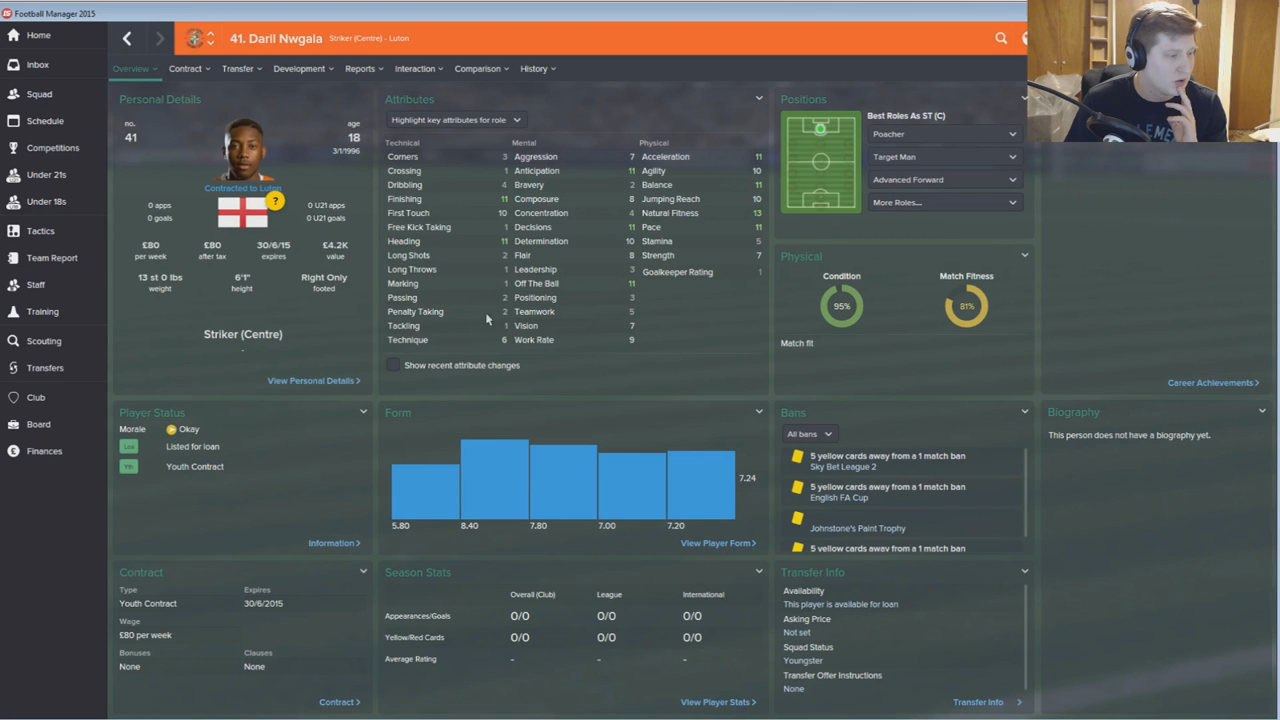 Football Manager 2015
Home
Inbox
Squad
Schedule
Competitions
Under 21s
Under 18s
Tactics
Team Report
Staff
Training
Scouting
Transfers
Club
Board
Finances
41. Daril Nwgala Striker (Centre) - Luton
Overview Contract Transfer Development Reports Interaction Comparison History
Personal Details
no. age
41 18
3/1/1996
Contracted to Luton
?
0 apps 0 U21 apps
0 goals 0 U21 goals
£80 £80 30/6/15 £4.2K
per week after tax expires value
13 st 0 lbs 6'1" Right Only
weight height footed
Striker (Centre)
-
View Personal Details >
Attributes
Highlight key attributes for role
Technical Mental Physical
Corners 3 Aggression 7 Acceleration 11
Crossing 1 Anticipation 11 Agility 10
Dribbling 4 Bravery 2 Balance 11
Finishing 11 Composure 8 Jumping Reach 10
First Touch 10 Concentration 4 Natural Fitness 13
Free Kick Taking 1 Decisions 11 Pace 11
Heading 11 Determination 10 Stamina 5
Long Shots 2 Flair 8 Strength 7
Long Throws 1 Leadership 3 Goalkeeper Rating 1
Marking 1 Off The Ball 11
Passing 2 Positioning 3
Penalty Taking 2 Teamwork 5
Tackling 1 Vision 7
Technique 6 Work Rate 9
Show recent attribute changes
Positions
Best Roles As ST (C)
Poacher
Target Man
Advanced Forward
More Roles...
Physical
Condition Match Fitness
95% 81%
Match fit
Career Achievements >
Player Status
Morale Okay
Loa Listed for loan
Yth Youth Contract
Information >
Form
7.24
5.80 8.40 7.80 7.00 7.20
View Player Form >
Bans
All bans
5 yellow cards away from a 1 match ban
Sky Bet League 2
5 yellow cards away from a 1 match ban
English FA Cup
Johnstone's Paint Trophy
5 yellow cards away from a 1 match ban
Biography
This person does not have a biography yet.
Contract
Type Expires
Youth Contract 30/6/2015
Wage
£80 per week
Bonuses Clauses
None None
Contract >
Season Stats
Overall (Club) League International
Appearances/Goals 0/0 0/0 0/0
Yellow/Red Cards 0/0 0/0 0/0
Average Rating - - -
View Player Stats >
Transfer Info
Availability
This player is available for loan
Asking Price
Not set
Squad Status
Youngster
Transfer Offer Instructions
None
Transfer Info >